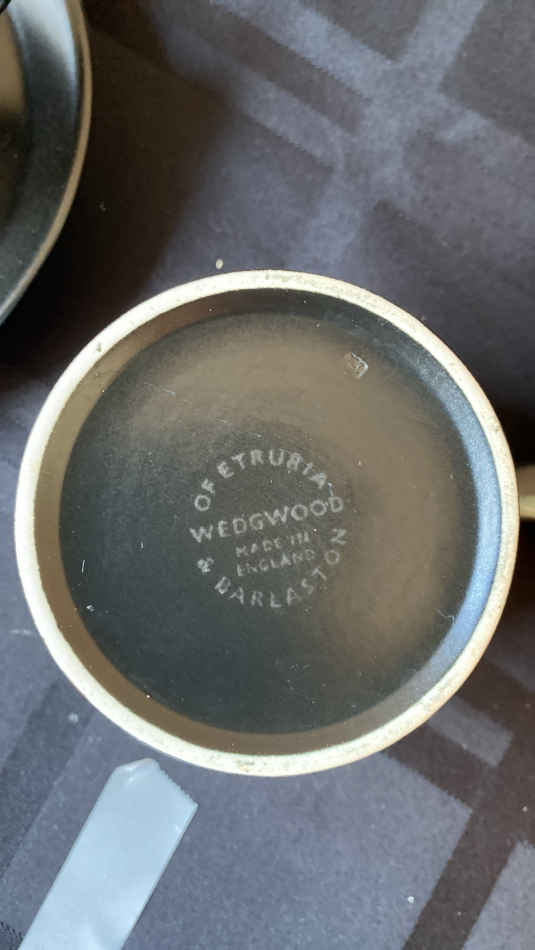 OF ETRURIA
WEDGWOOD
MADE IN
ENGLAND
& BARLASTON